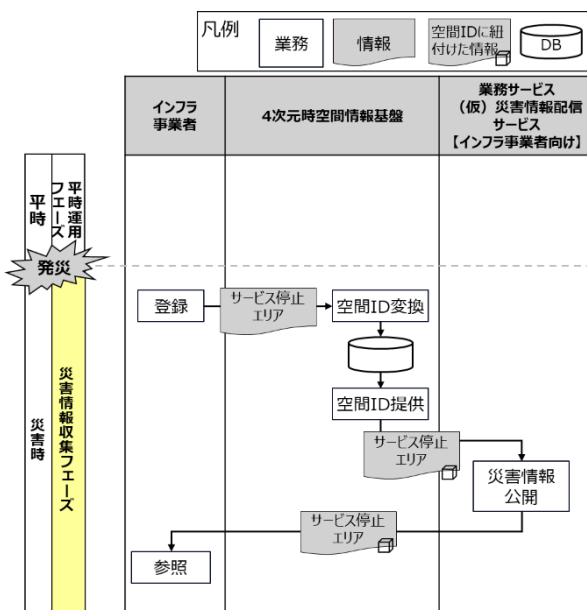 凡例
業務
情報
空間IDに紐
付けた情報
DB
インフラ
事業者
4次元時空間情報基盤
業務サービス
（仮）災害情報配信
サービス
【インフラ事業者向け】
平時
平時運用
フェーズ
発災
災害時
災害情報収集フェーズ
登録
サービス停止
エリア
空間ID変換
空間ID提供
サービス停止
エリア
災害情報
公開
サービス停止
エリア
参照